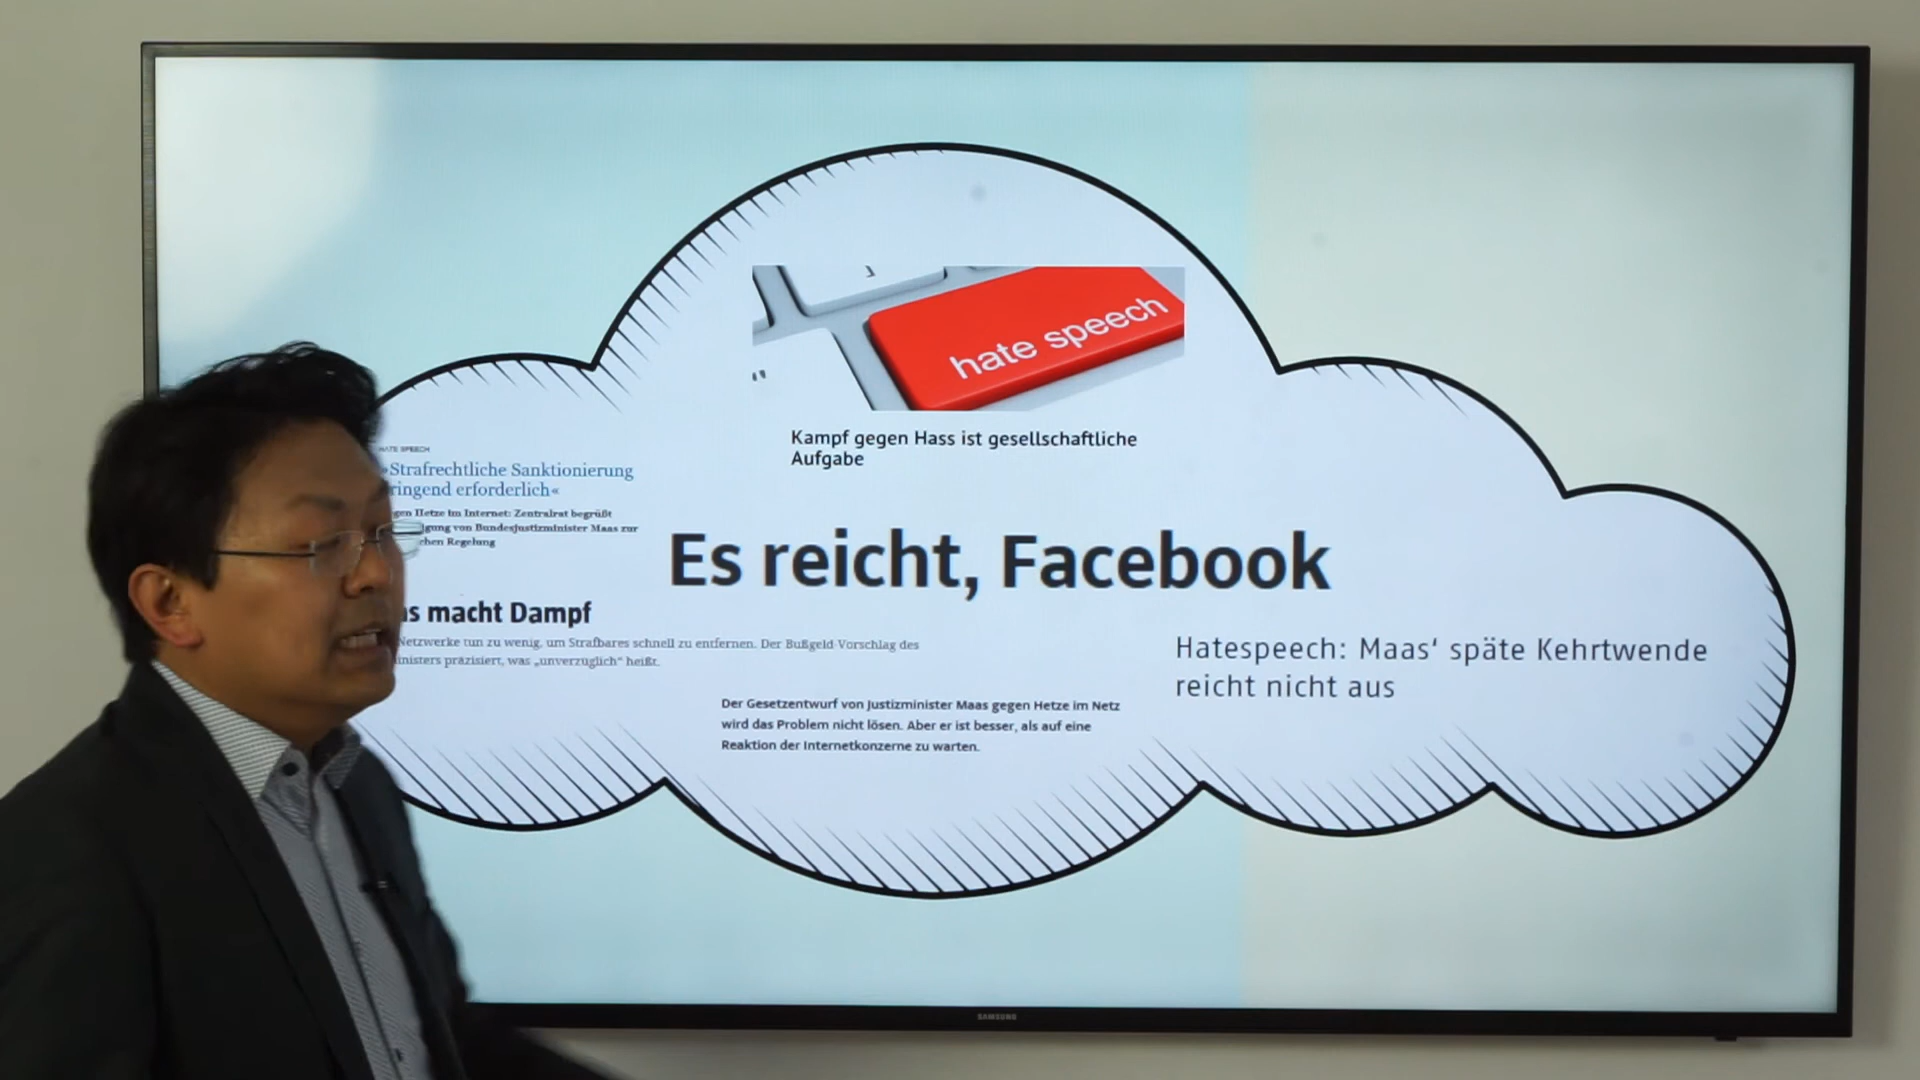 hate speech
Kampf gegen Hass ist gesellschaftliche
Aufgabe
HATE SPEECH
»Strafrechtliche Sanktionierung
ringend erforderlich«
gen Hetze im Internet: Zentralrat begrüßt
gung von Bundesjustizminister Maas zur
chen Regelung
Es reicht, Facebook
as macht Dampf
Netzwerke tun zu wenig, um Strafbares schnell zu entfernen. Der Bußgeld-Vorschlag des
inisters präzisiert, was „unverzüglich“ heißt.
Hatespeech: Maas‘ späte Kehrtwende
reicht nicht aus
Der Gesetzentwurf von Justizminister Maas gegen Hetze im Netz
wird das Problem nicht lösen. Aber er ist besser, als auf eine
Reaktion der Internetkonzerne zu warten.
SAMSUNG